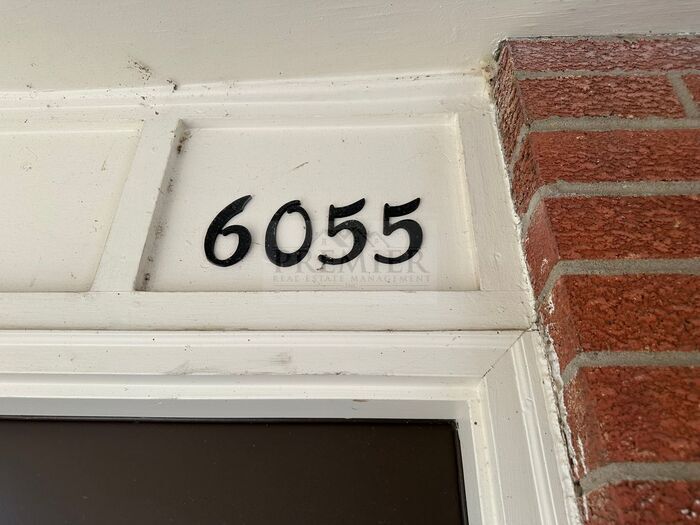 6055
PREMIER
REAL ESTATE MANAGEMENT